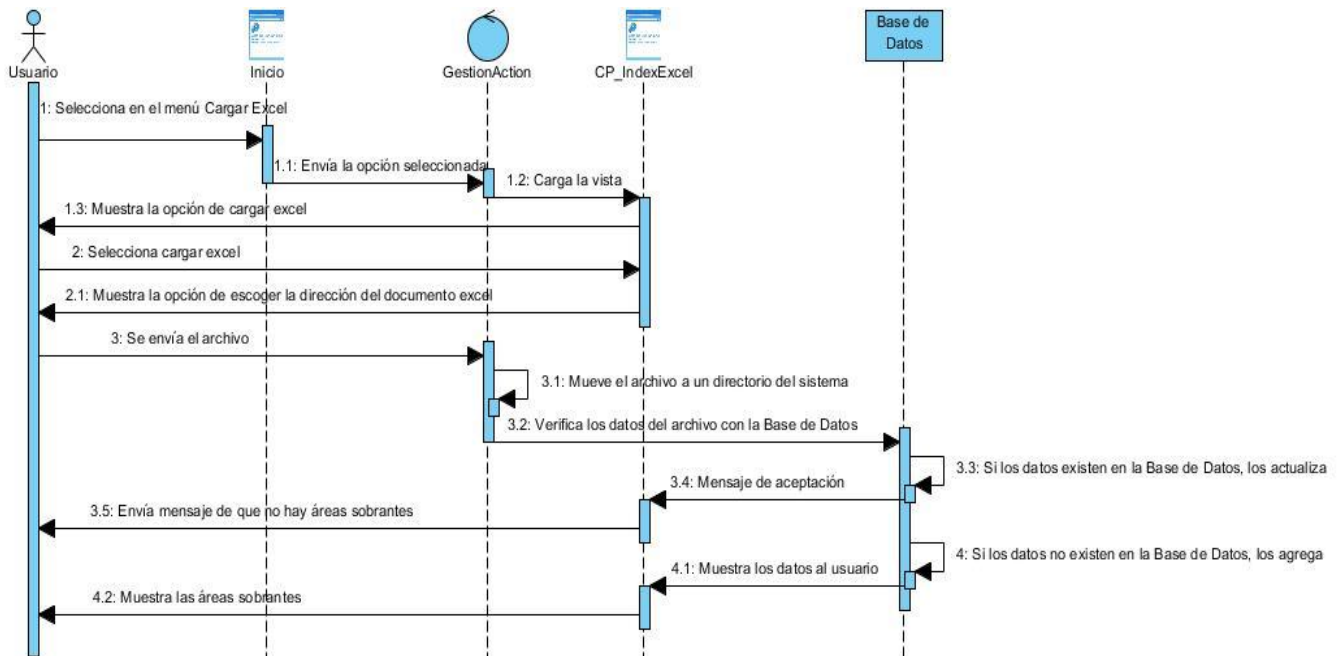 Base de
Datos
Usuario
Inicio
GestionAction
CP_IndexExcel
1: Selecciona en el menú Cargar Excel
1.1: Envía la opción seleccionada
1.2: Carga la vista
1.3: Muestra la opción de cargar excel
2: Selecciona cargar excel
2.1: Muestra la opción de escoger la dirección del documento excel
3: Se envía el archivo
3.1: Mueve el archivo a un directorio del sistema
3.2: Verifica los datos del archivo con la Base de Datos
3.3: Si los datos existen en la Base de Datos, los actualiza
3.4: Mensaje de aceptación
3.5: Envía mensaje de que no hay áreas sobrantes
4: Si los datos no existen en la Base de Datos, los agrega
4.1: Muestra los datos al usuario
4.2: Muestra las áreas sobrantes